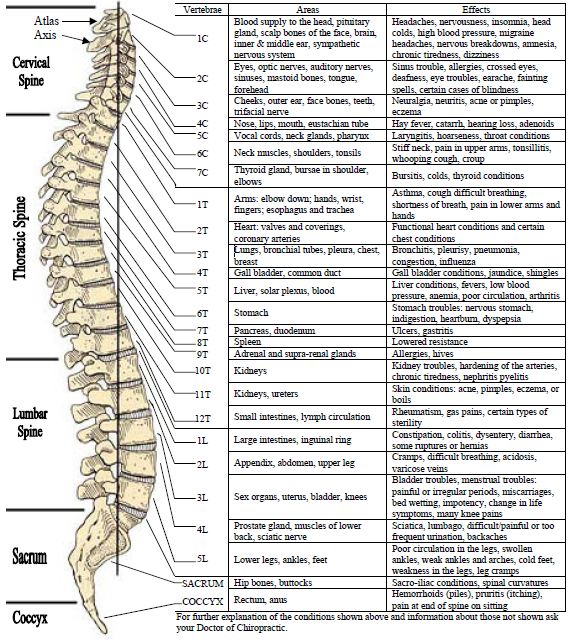 Vertebrae Areas Effects
Atlas
Axis
Cervical
Spine
Thoracic Spine
Lumbar
Spine
Sacrum
Coccyx
1C
Blood supply to the head, pituitary
gland, scalp bones of the face, brain,
inner & middle ear, sympathetic
nervous system
Headaches, nervousness, insomnia, head
colds, high blood pressure, migraine
headaches, nervous breakdowns, amnesia,
chronic tiredness, dizziness
2C
Eyes, optic nerves, auditory nerves,
sinuses, mastoid bones, tongue,
forehead
Sinus trouble, allergies, crossed eyes,
deafness, eye troubles, earache, fainting
spells, certain cases of blindness
3C
Cheeks, outer ear, face bones, teeth,
trifacial nerve
Neuralgia, neuritis, acne or pimples,
eczema
4C
Nose, lips, mouth, eustachian tube
Hay fever, catarrh, hearing loss, adenoids
5C
Vocal cords, neck glands, pharynx
Laryngitis, hoarseness, throat conditions
6C
Neck muscles, shoulders, tonsils
Stiff neck, pain in upper arms, tonsillitis,
whooping cough, croup
7C
Thyroid gland, bursae in shoulder,
elbows
Bursitis, colds, thyroid conditions
1T
Arms: elbow down; hands, wrist,
fingers; esophagus and trachea
Asthma, cough difficult breathing,
shortness of breath, pain in lower arms and
hands
2T
Heart: valves and coverings,
coronary arteries
Functional heart conditions and certain
chest conditions
3T
Lungs, bronchial tubes, pleura, chest,
breast
Bronchitis, pleurisy, pneumonia,
congestion, influenza
4T
Gall bladder, common duct
Gall bladder conditions, jaundice, shingles
5T
Liver, solar plexus, blood
Liver conditions, fevers, low blood
pressure, anemia, poor circulation, arthritis
6T
Stomach
Stomach troubles: nervous stomach,
indigestion, heartburn, dyspepsia
7T
Pancreas, duodenum
Ulcers, gastritis
8T
Spleen
Lowered resistance
9T
Adrenal and supra-renal glands
Allergies, hives
10T
Kidneys
Kidney troubles, hardening of the arteries,
chronic tiredness, nephritis pyelitis
11T
Kidneys, ureters
Skin conditions: acne, pimples, eczema, or
boils
12T
Small intestines, lymph circulation
Rheumatism, gas pains, certain types of
sterility
1L
Large intestines, inguinal ring
Constipation, colitis, dysentery, diarrhea,
some ruptures or hernias
2L
Appendix, abdomen, upper leg
Cramps, difficult breathing, acidosis,
varicose veins
3L
Sex organs, uterus, bladder, knees
Bladder troubles, menstrual troubles:
painful or irregular periods, miscarriages,
bed wetting, impotency, change in life
symptoms, many knee pains
4L
Prostate gland, muscles of lower
back, sciatic nerve
Sciatica, lumbago, difficult/painful or too
frequent urination, backaches
5L
Lower legs, ankles, feet
Poor circulation in the legs, swollen
ankles, weak ankles and arches, cold feet,
weakness in the legs, leg cramps
SACRUM
Hip bones, buttocks
Sacro-iliac conditions, spinal curvatures
COCCYX
Rectum, anus
Hemorrhoids (piles), pruritis (itching),
pain at end of spine on sitting
For further explanation of the conditions shown above and information about those not shown ask
your Doctor of Chiropractic.